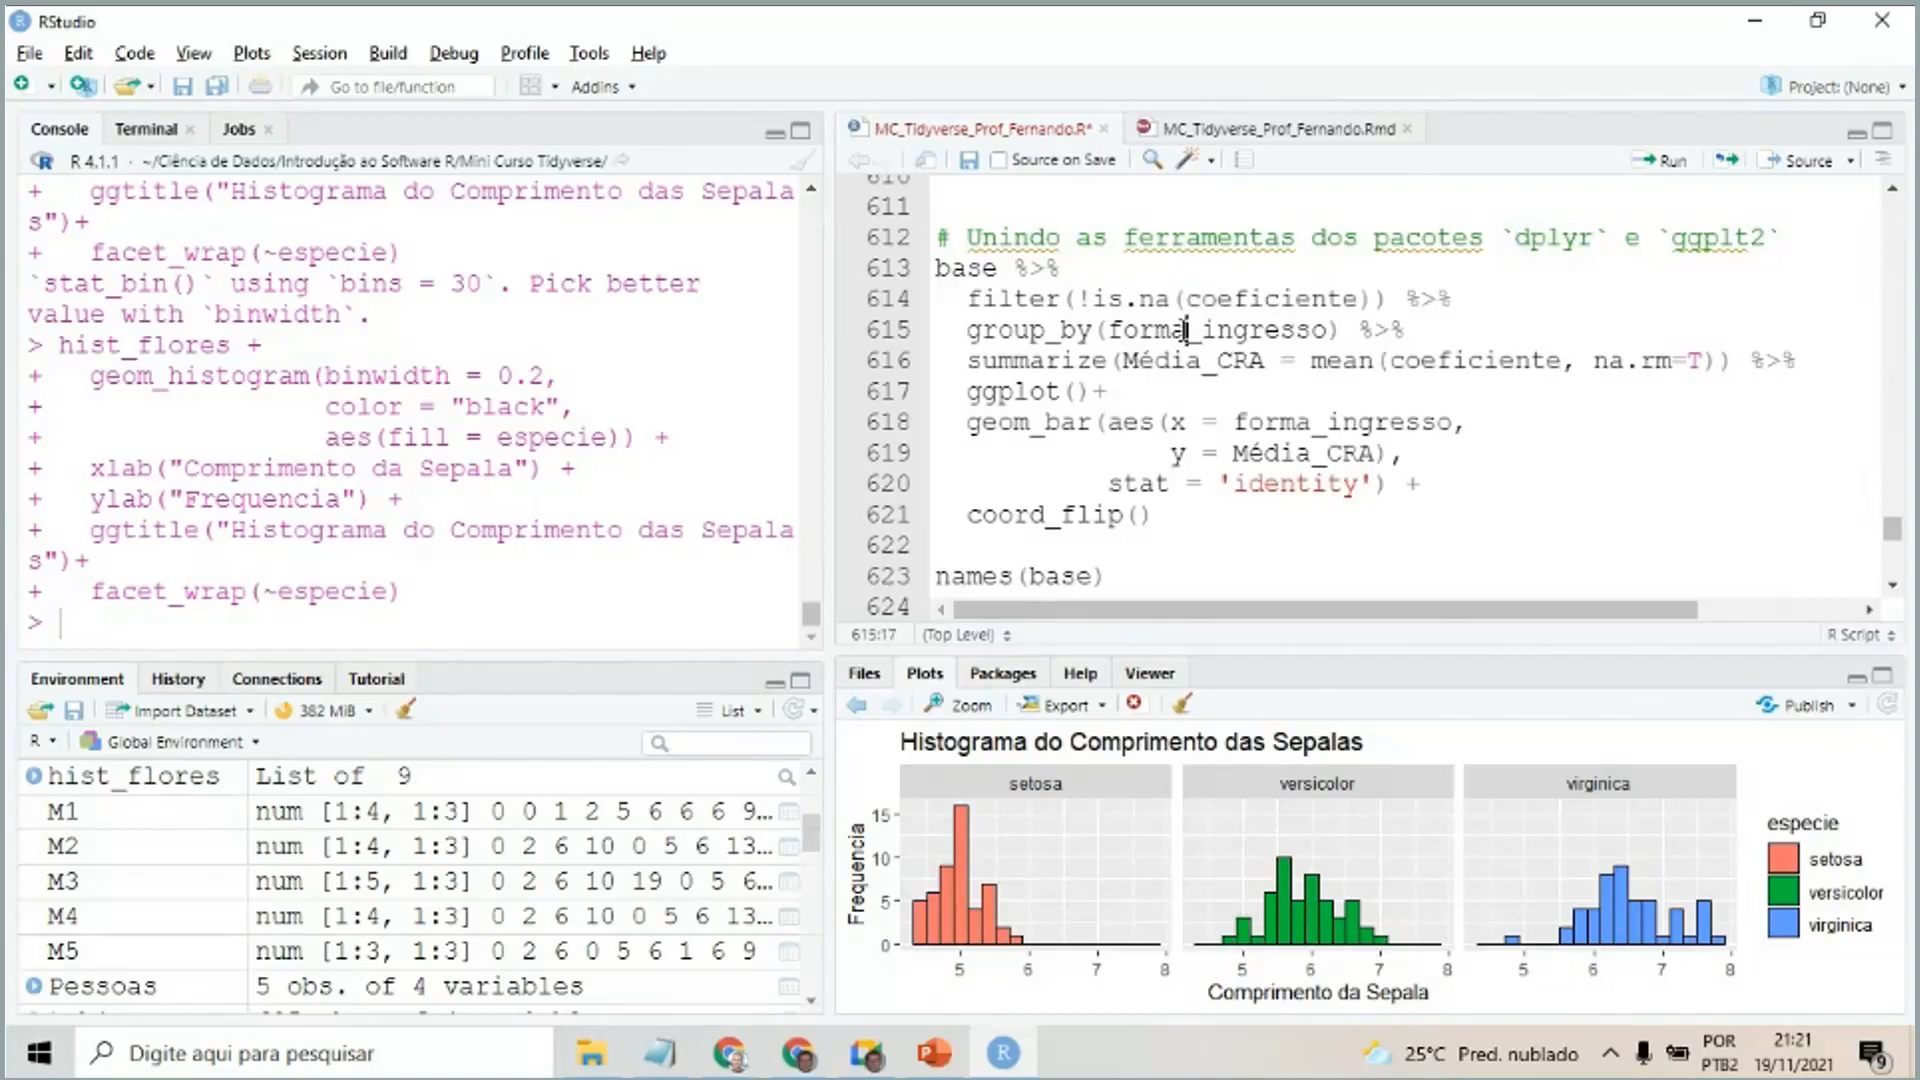 RStudio
File Edit Code View Plots Session Build Debug Profile Tools Help
Go to file/function Addins Project: (None)
Console Terminal Jobs
R 4.1.1 · ~/Ciência de Dados/Introdução ao Software R/Mini Curso Tidyverse/
+ ggtitle("Histograma do Comprimento das Sepala
s")+
+ facet_wrap(~especie)
`stat_bin()` using `bins = 30`. Pick better
value with `binwidth`.
> hist_flores +
+ geom_histogram(binwidth = 0.2,
+ color = "black",
+ aes(fill = especie)) +
+ xlab("Comprimento da Sepala") +
+ ylab("Frequencia") +
+ ggtitle("Histograma do Comprimento das Sepala
s")+
+ facet_wrap(~especie)
>
MC_Tidyverse_Prof_Fernando.R* MC_Tidyverse_Prof_Fernando.Rmd
Source on Save Run Source
610
611
612 # Unindo as ferramentas dos pacotes `dplyr` e `ggplt2`
613 base %>%
614 filter(!is.na(coeficiente)) %>%
615 group_by(forma_ingresso) %>%
616 summarize(Média_CRA = mean(coeficiente, na.rm=T)) %>%
617 ggplot()+
618 geom_bar(aes(x = forma_ingresso,
619 y = Média_CRA),
620 stat = 'identity') +
621 coord_flip()
622
623 names(base)
624
615:17 (Top Level) R Script
Environment History Connections Tutorial
Import Dataset 382 MiB List
R Global Environment
hist_flores List of 9
M1 num [1:4, 1:3] 0 0 1 2 5 6 6 6 9...
M2 num [1:4, 1:3] 0 2 6 10 0 5 6 13...
M3 num [1:5, 1:3] 0 2 6 10 19 0 5 6...
M4 num [1:4, 1:3] 0 2 6 10 0 5 6 13...
M5 num [1:3, 1:3] 0 2 6 0 5 6 1 6 9
Pessoas 5 obs. of 4 variables
Files Plots Packages Help Viewer
Zoom Export Publish
Histograma do Comprimento das Sepalas
setosa versicolor virginica
Frequencia
15
10
5
0
5 6 7 8 5 6 7 8 5 6 7 8
Comprimento da Sepala
especie
setosa
versicolor
virginica
Digite aqui para pesquisar
25°C Pred. nublado
POR
PTB2
21:21
19/11/2021
9